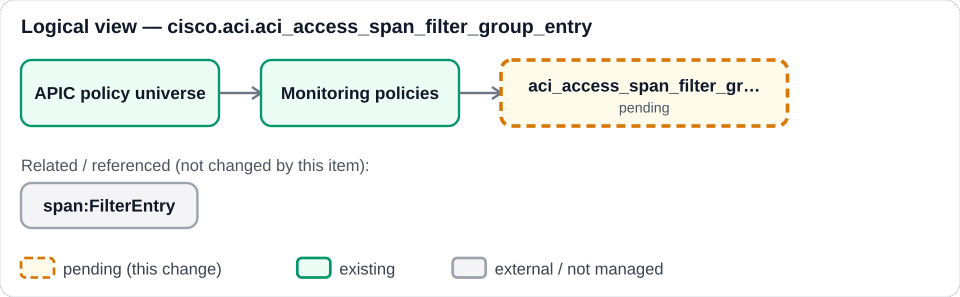 Logical view — cisco.aci.aci_access_span_filter_group_entry
APIC policy universe
Monitoring policies
aci_access_span_filter_gr…
pending
Related / referenced (not changed by this item):
span:FilterEntry
pending (this change)
existing
external / not managed